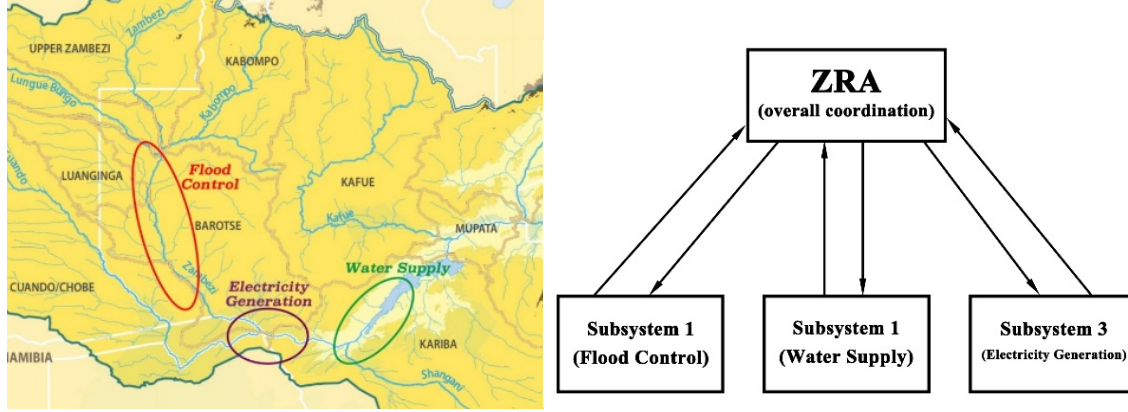 Zambezi
UPPER ZAMBEZI
KABOMPO
Lungue Bungo
Kabompo
Flood
Control
LUANGINGA
KAFUE
BAROTSE
Kafue
MUPATA
Zambezi
Water Supply
Electricity
Generation
CUANDO/CHOBE
KARIBA
Shangani
ZRA
(overall coordination)
Subsystem 1
(Flood Control)
Subsystem 1
(Water Supply)
Subsystem 3
(Electricity Generation)